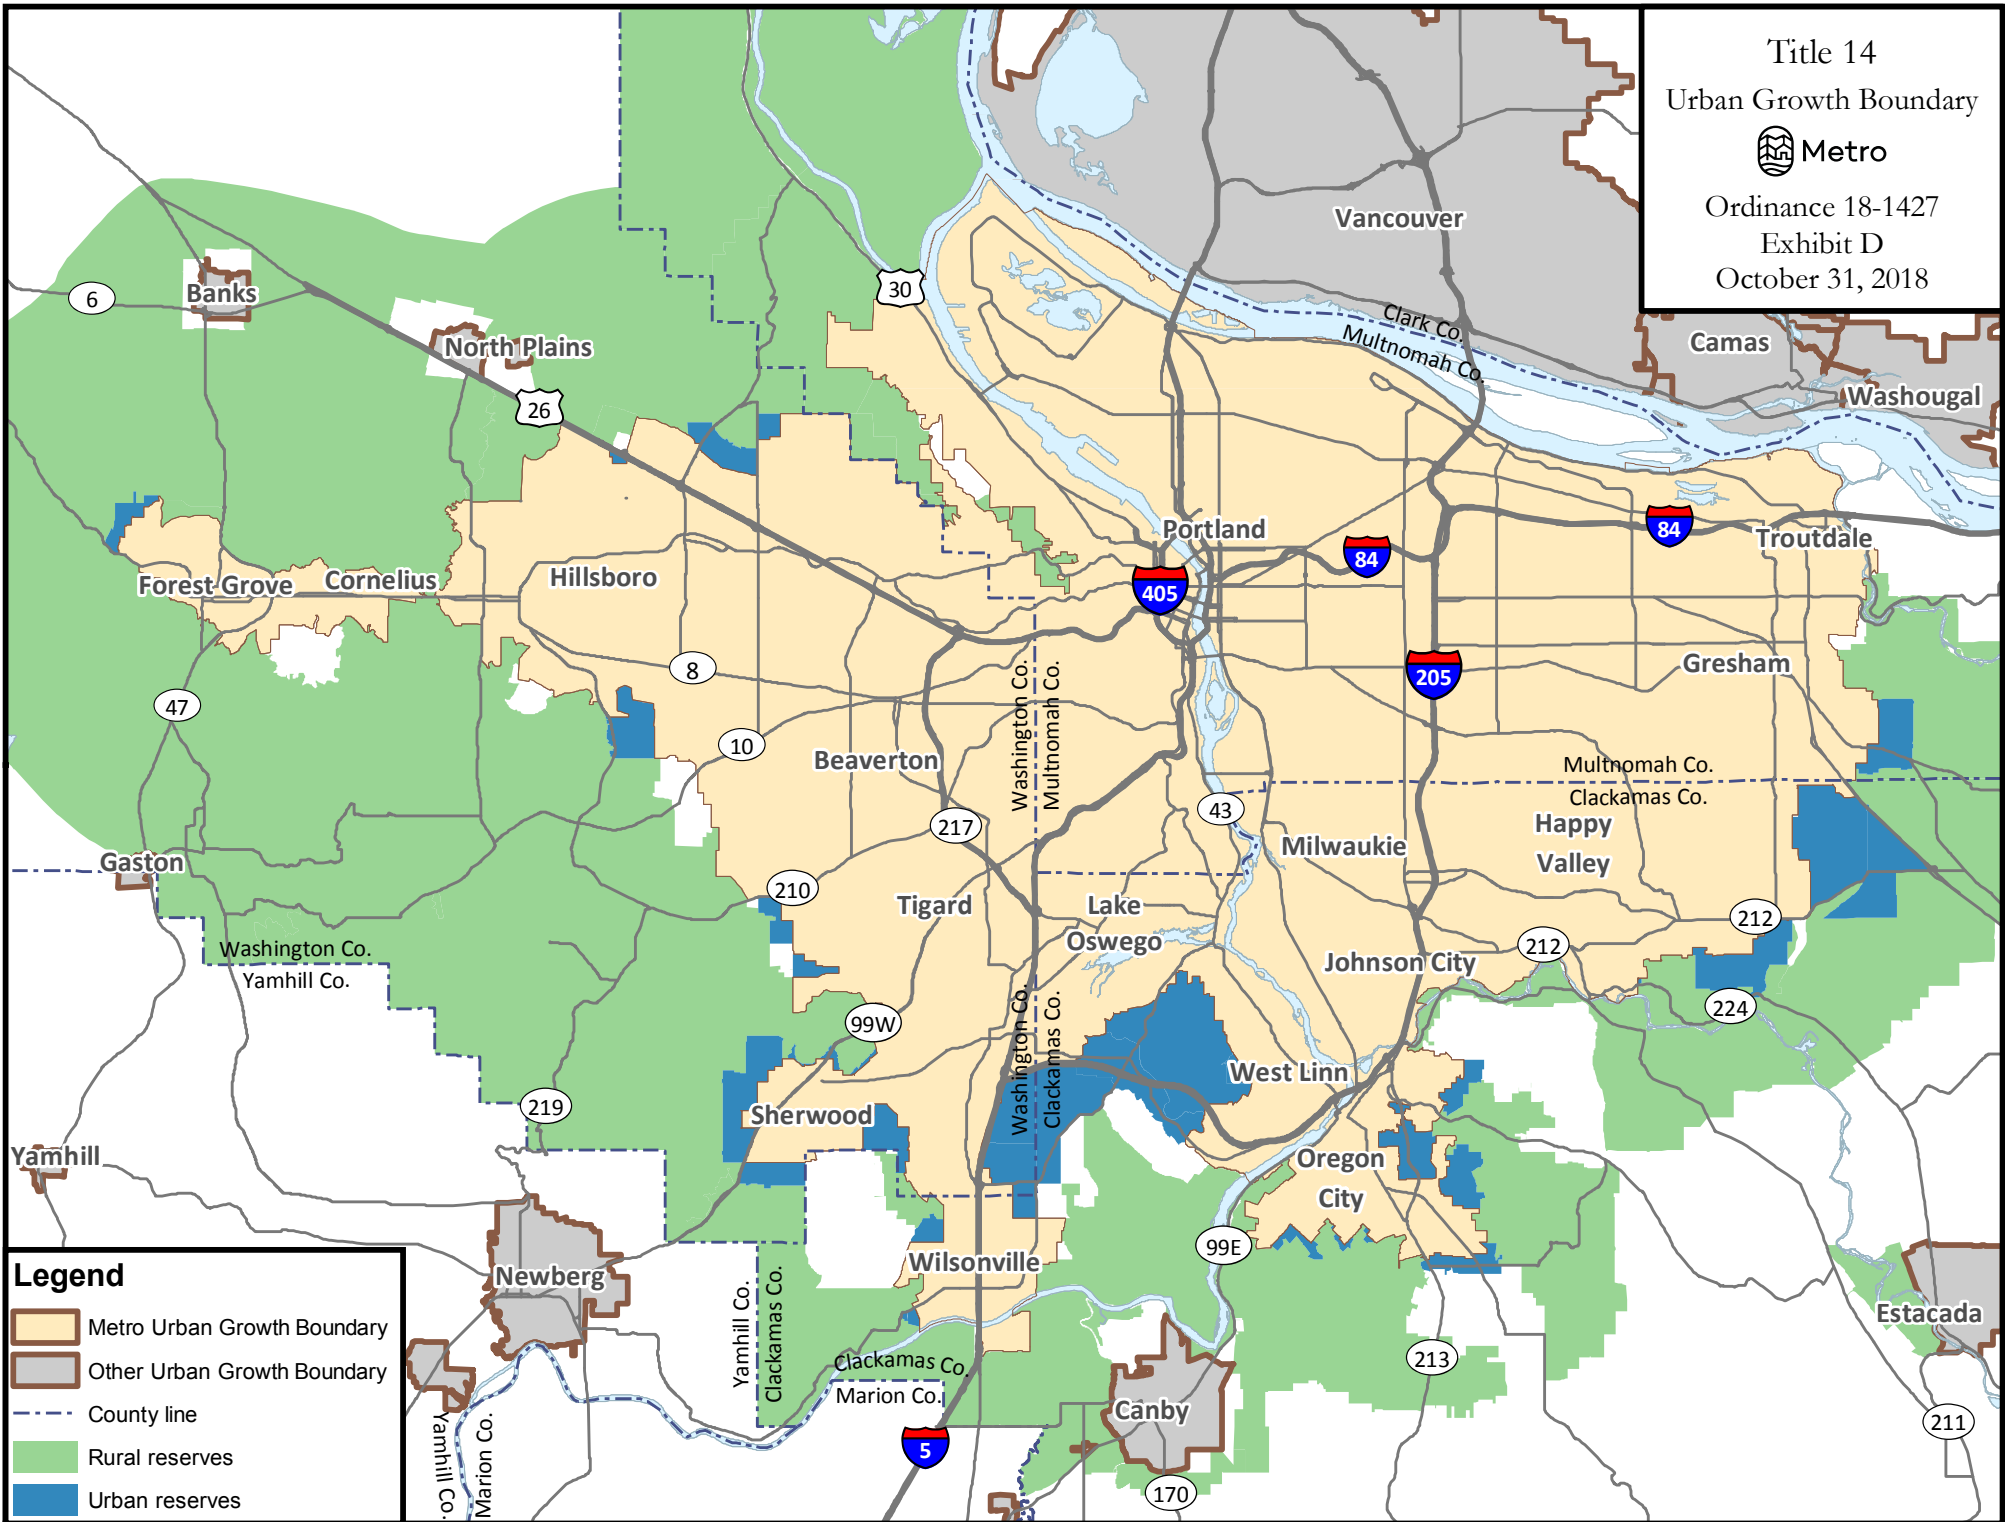 Title 14
Urban Growth Boundary
Metro
Ordinance 18-1427
Exhibit D
October 31, 2018
Vancouver
30
Banks
6
North Plains
26
Clark Co.
Multnomah Co.
Camas
Washougal
Portland
84
84
Troutdale
405
Forest Grove
Cornelius
Hillsboro
8
205
Gresham
47
10
Beaverton
Washington Co.
Multnomah Co.
Multnomah Co.
Clackamas Co.
43
217
Milwaukie
Happy
Valley
Gaston
210
Tigard
Lake
Oswego
212
212
Johnson City
Washington Co.
Yamhill Co.
99W
224
Washington Co.
Clackamas Co.
West Linn
219
Sherwood
Yamhill
Oregon
City
99E
Wilsonville
Newberg
Yamhill Co.
Clackamas Co.
Estacada
Clackamas Co.
Marion Co.
213
Canby
211
5
170
Yamhill Co.
Marion Co.
Legend
Metro Urban Growth Boundary
Other Urban Growth Boundary
County line
Rural reserves
Urban reserves